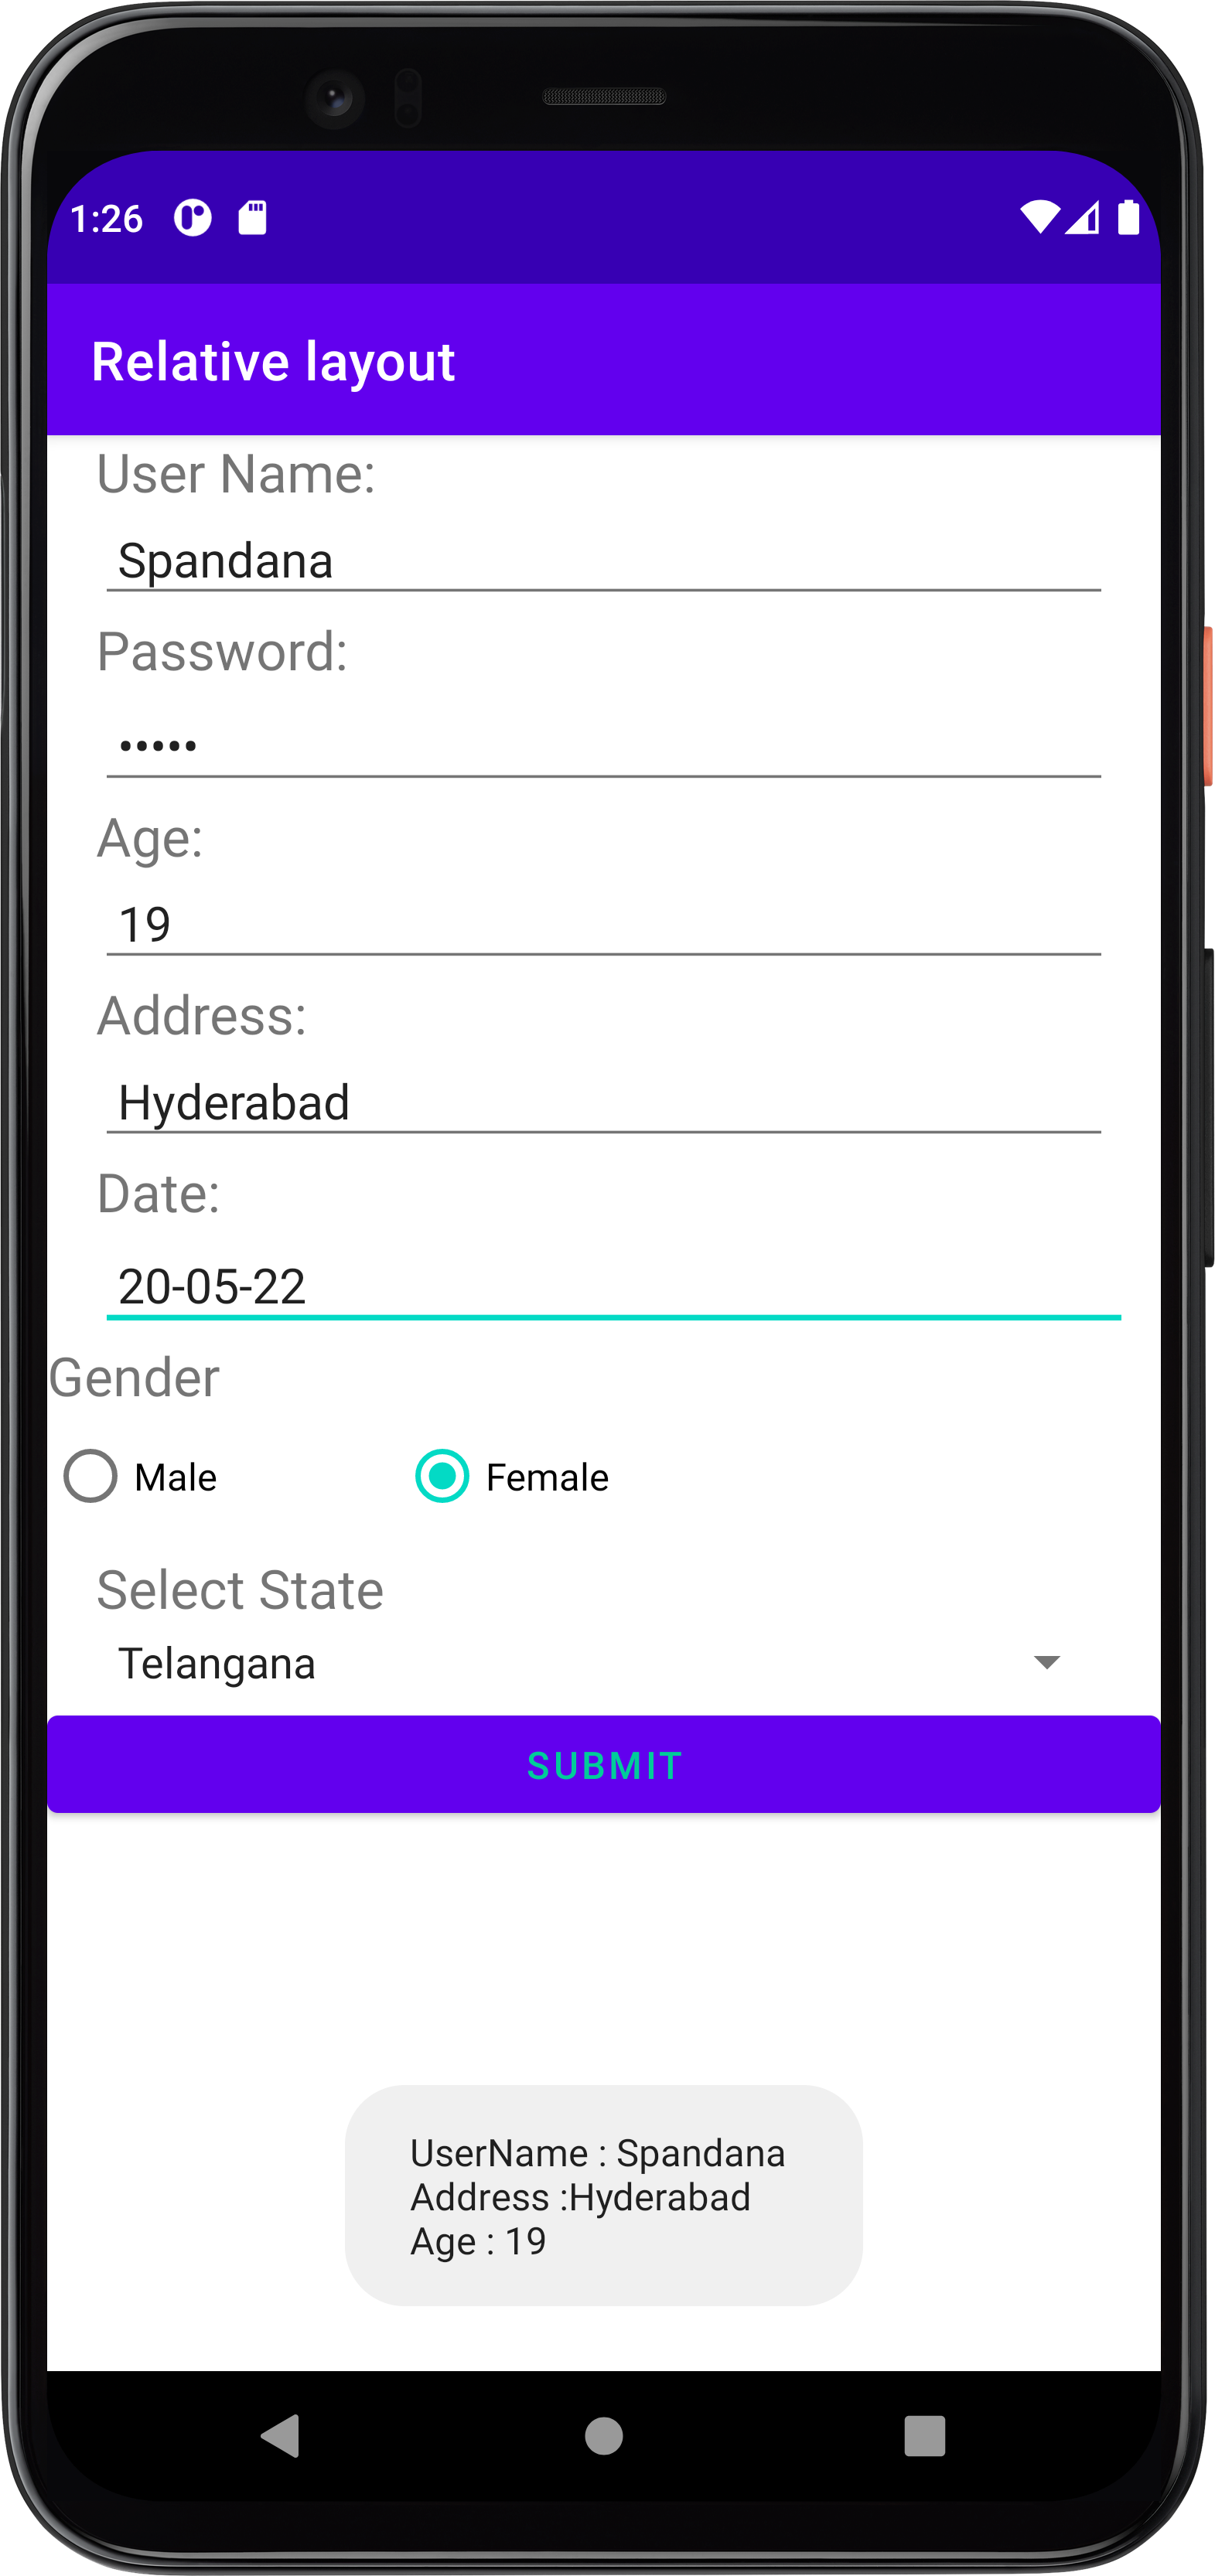 1:26
Relative layout
User Name:
Spandana
Password:
•••••
Age:
19
Address:
Hyderabad
Date:
20-05-22
Gender
Male Female
Select State
Telangana
SUBMIT
UserName : Spandana
Address :Hyderabad
Age : 19